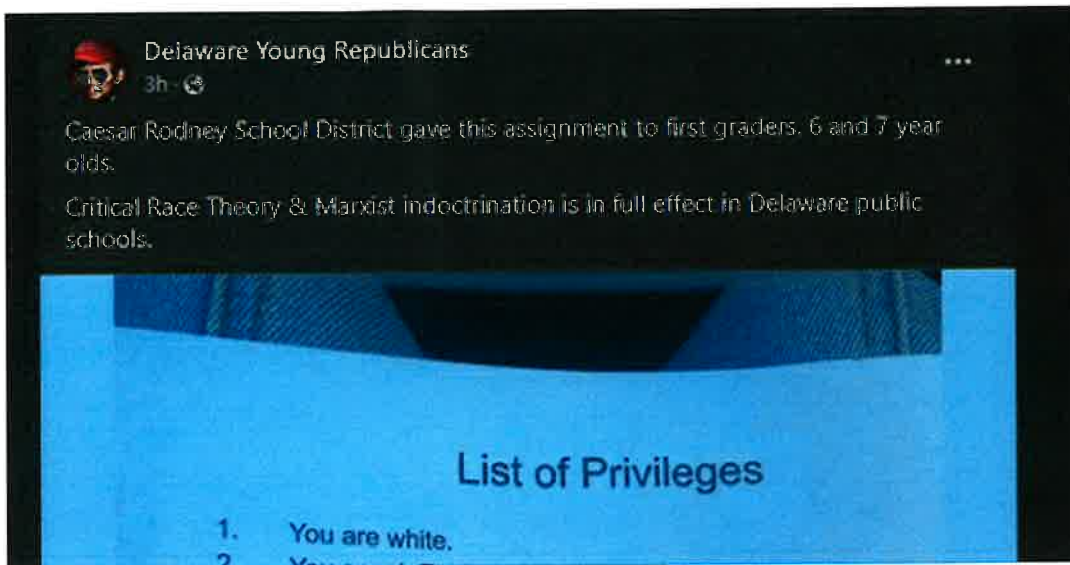 Delaware Young Republicans
3h ·
Caesar Rodney School District gave this assignment to first graders. 6 and 7 year
olds.
Critical Race Theory & Marxist indoctrination is in full effect in Delaware public
schools.
List of Privileges
1. You are white.
2.